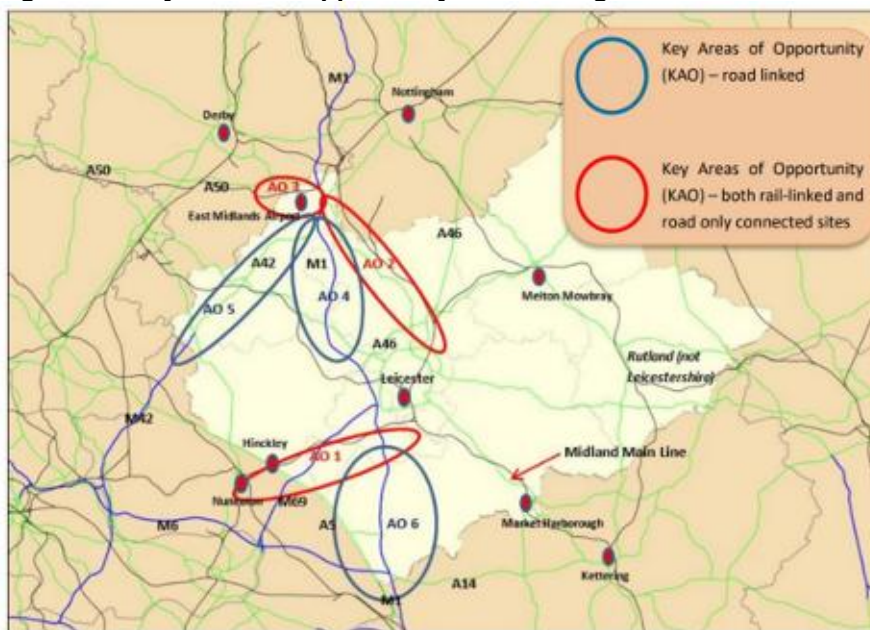 M1
Nottingham
Derby
Key Areas of Opportunity
(KAO) – road linked
A50
A50
AO 3
East Midlands Airport
Key Areas of Opportunity
(KAO) – both rail-linked and
road only connected sites
A46
A42
M1
AO 2
AO 5
AO 4
Melton Mowbray
A46
Rutland (not
Leicestershire)
Leicester
M42
Hinckley
AO 1
Midland Main Line
Nuneaton
M69
M6
A5
AO 6
Market Harborough
Kettering
A14
M1